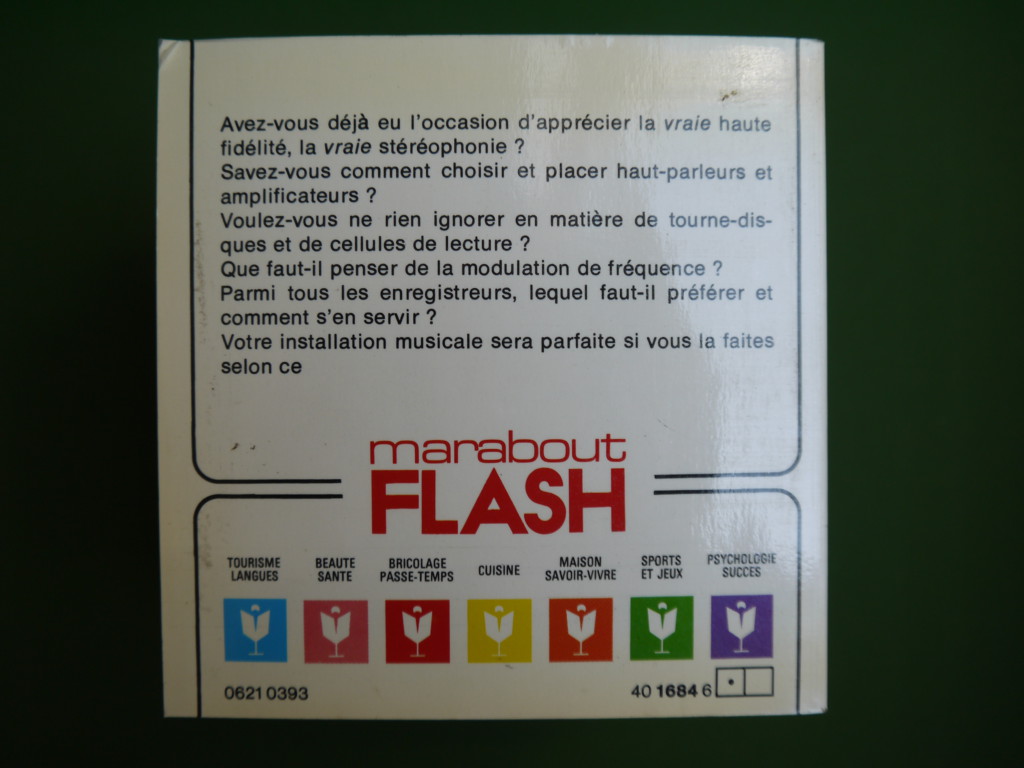 Avez-vous déjà eu l'occasion d'apprécier la vraie haute
fidélité, la vraie stéréophonie ?
Savez-vous comment choisir et placer haut-parleurs et
amplificateurs ?
Voulez-vous ne rien ignorer en matière de tourne-dis-
ques et de cellules de lecture ?
Que faut-il penser de la modulation de fréquence ?
Parmi tous les enregistreurs, lequel faut-il préférer et
comment s'en servir ?
Votre installation musicale sera parfaite si vous la faites
selon ce
marabout
FLASH
TOURISME
LANGUES
BEAUTE
SANTE
BRICOLAGE
PASSE-TEMPS
CUISINE
MAISON
SAVOIR-VIVRE
SPORTS
ET JEUX
PSYCHOLOGIE
SUCCES
0621 0393
40 1684 6